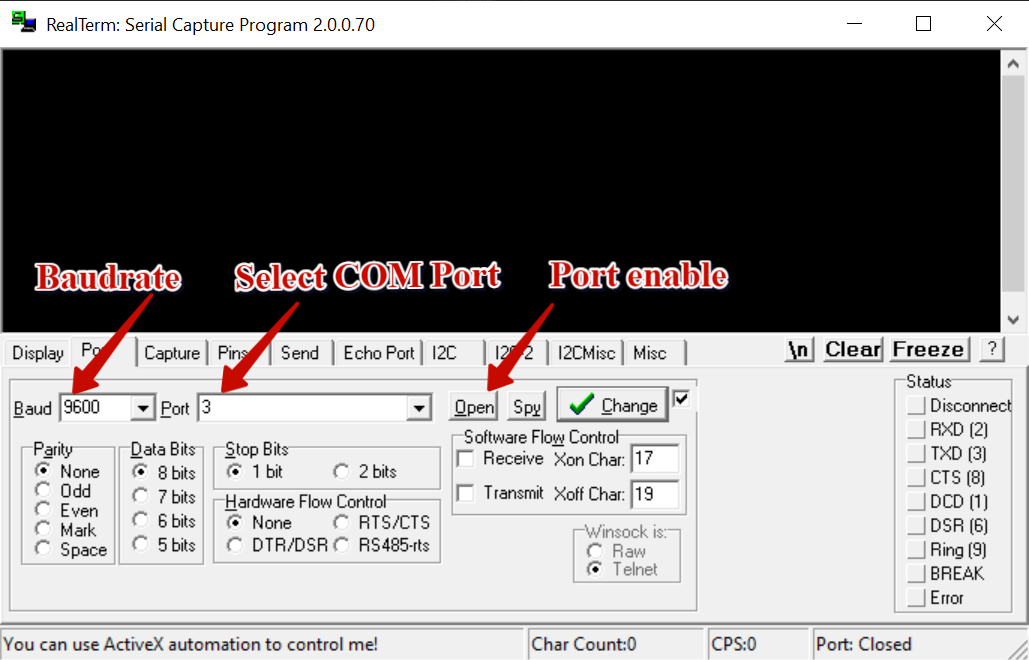 RealTerm: Serial Capture Program 2.0.0.70
Baudrate Select COM Port Port enable
Display Port Capture Pins Send Echo Port I2C I2C-2 I2CMisc Misc \n Clear Freeze ?
Baud 9600 Port 3 Open Spy Change
Parity
None
Odd
Even
Mark
Space
Data Bits
8 bits
7 bits
6 bits
5 bits
Stop Bits
1 bit 2 bits
Hardware Flow Control
None RTS/CTS
DTR/DSR RS485-rts
Software Flow Control
Receive Xon Char: 17
Transmit Xoff Char: 19
Winsock is:
Raw
Telnet
Status
Disconnect
RXD (2)
TXD (3)
CTS (8)
DCD (1)
DSR (6)
Ring (9)
BREAK
Error
You can use ActiveX automation to control me! Char Count:0 CPS:0 Port: Closed